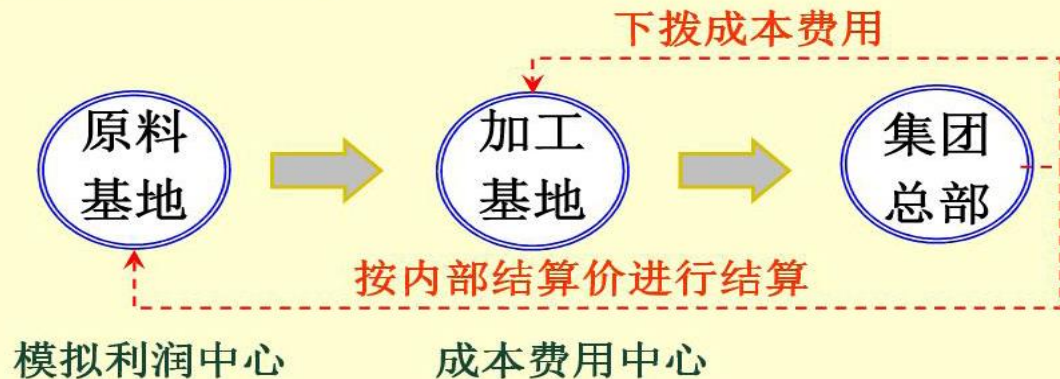 下拨成本费用
原料
基地
加工
基地
集团
总部
按内部结算价进行结算
模拟利润中心
成本费用中心